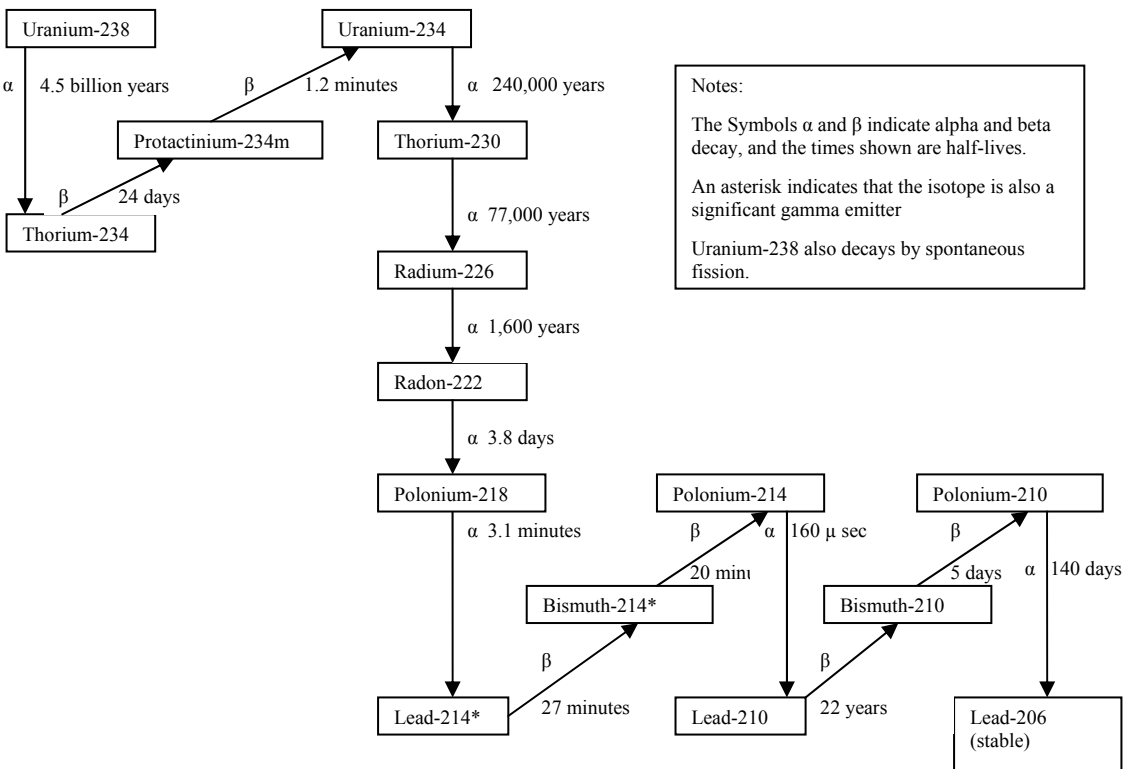 Uranium-238
Uranium-234
α 4.5 billion years
β 1.2 minutes
α 240,000 years
Protactinium-234m
Thorium-230
β 24 days
Thorium-234
α 77,000 years
Radium-226
α 1,600 years
Radon-222
α 3.8 days
Polonium-218
Polonium-214
Polonium-210
α 3.1 minutes
β
α 160 μ sec
β
20 minu
5 days
α 140 days
Bismuth-214*
Bismuth-210
β
β
27 minutes
22 years
Lead-214*
Lead-210
Lead-206
(stable)
Notes:
The Symbols α and β indicate alpha and beta
decay, and the times shown are half-lives.
An asterisk indicates that the isotope is also a
significant gamma emitter
Uranium-238 also decays by spontaneous
fission.